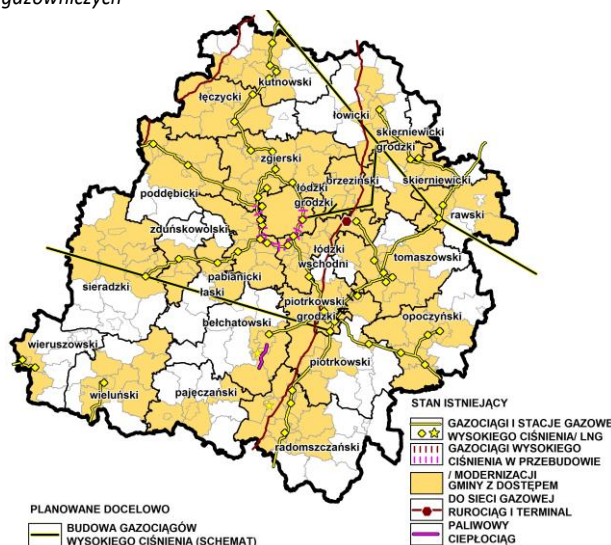 gazowniczych
kutnowski
łęczycki
łowicki
skierniewicki
grodzki
zgierski
łódzki
grodzki
brzeziński
skierniewicki
poddębicki
rawski
zduńskowolski
łódzki
wschodni
tomaszowski
pabianicki
sieradzki
łaski
piotrkowski
grodzki
bełchatowski
opoczyński
wieruszowski
piotrkowski
wieluński
pajęczański
radomszczański
STAN ISTNIEJĄCY
GAZOCIĄGI I STACJE GAZOWE
WYSOKIEGO CIŚNIENIA/ LNG
GAZOCIĄGI WYSOKIEGO
CIŚNIENIA W PRZEBUDOWIE
/ MODERNIZACJI
GMINY Z DOSTĘPEM
DO SIECI GAZOWEJ
RUROCIĄG I TERMINAL
PALIWOWY
CIEPŁOCIĄG
PLANOWANE DOCELOWO
BUDOWA GAZOCIĄGÓW
WYSOKIEGO CIŚNIENIA (SCHEMAT)